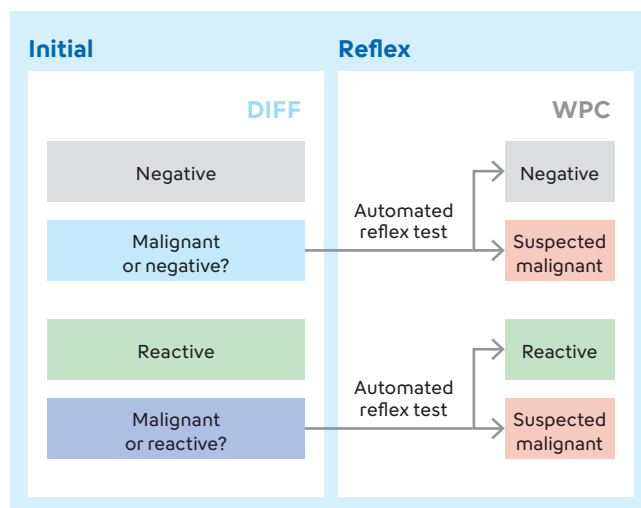 Initial
Reflex
DIFF
WPC
Negative
Negative
Automated
reflex test
Malignant
or negative?
Suspected
malignant
Reactive
Reactive
Automated
reflex test
Malignant
or reactive?
Suspected
malignant